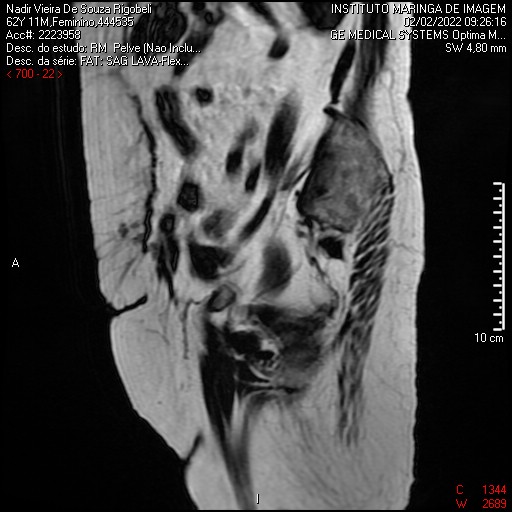 Nadir Vieira De Souza Rigobeli
62Y 11M,Feminino,444535
Acc#: 2223958
Desc. do estudo: RM Pelve (Nao Inclu...
Desc. da série: FAT: SAG LAVA-Flex...
< 700 - 22 >
INSTITUTO MARINGA DE IMAGEM
02/02/2022 09:26:16
GE MEDICAL SYSTEMS Optima M...
SW 4,80 mm
A
10 cm
I
C 1344
W 2689